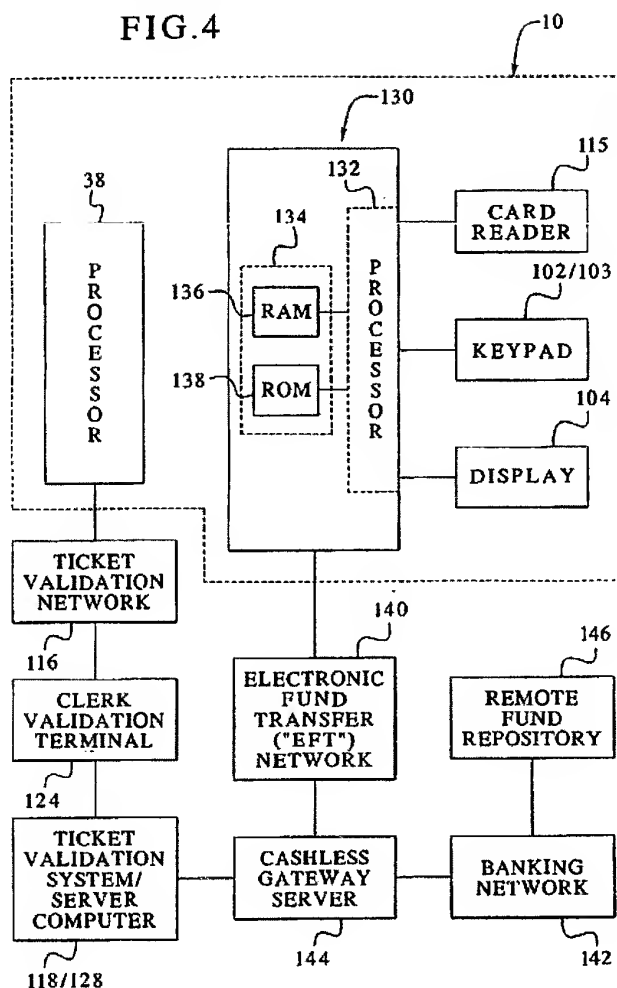 FIG.4
10
130
38
132
115
PROCESSOR
134
136
RAM
138
ROM
PROCESSOR
CARD
READER
102/103
KEYPAD
104
DISPLAY
TICKET
VALIDATION
NETWORK
116
140
146
CLERK
VALIDATION
TERMINAL
124
ELECTRONIC
FUND
TRANSFER
("EFT")
NETWORK
REMOTE
FUND
REPOSITORY
TICKET
VALIDATION
SYSTEM/
SERVER
COMPUTER
118/128
CASHLESS
GATEWAY
SERVER
144
BANKING
NETWORK
142